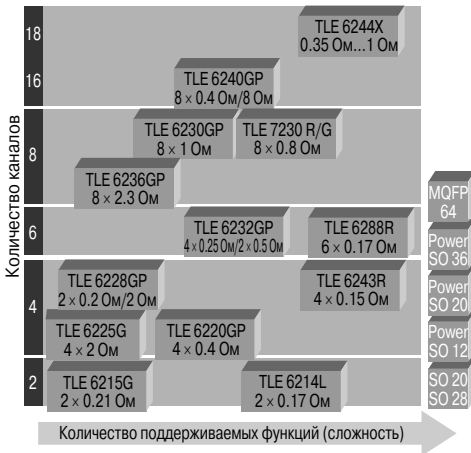 18
TLE 6244X
0.35 Ом...1 Ом
16
TLE 6240GP
8 × 0.4 Ом/8 Ом
Количество каналов
8
TLE 6230GP
8 × 1 Ом
TLE 7230 R/G
8 × 0.8 Ом
TLE 6236GP
8 × 2.3 Ом
6
TLE 6232GP
4 × 0.25 Ом/2 × 0.5 Ом
TLE 6288R
6 × 0.17 Ом
4
TLE 6228GP
2 × 0.2 Ом/2 Ом
TLE 6243R
4 × 0.15 Ом
TLE 6225G
4 × 2 Ом
TLE 6220GP
4 × 0.4 Ом
2
TLE 6215G
2 × 0.21 Ом
TLE 6214L
2 × 0.17 Ом
MQFP
64
Power
SO 36
Power
SO 20
Power
SO 12
SO 20
SO 28
Количество поддерживаемых функций (сложность)